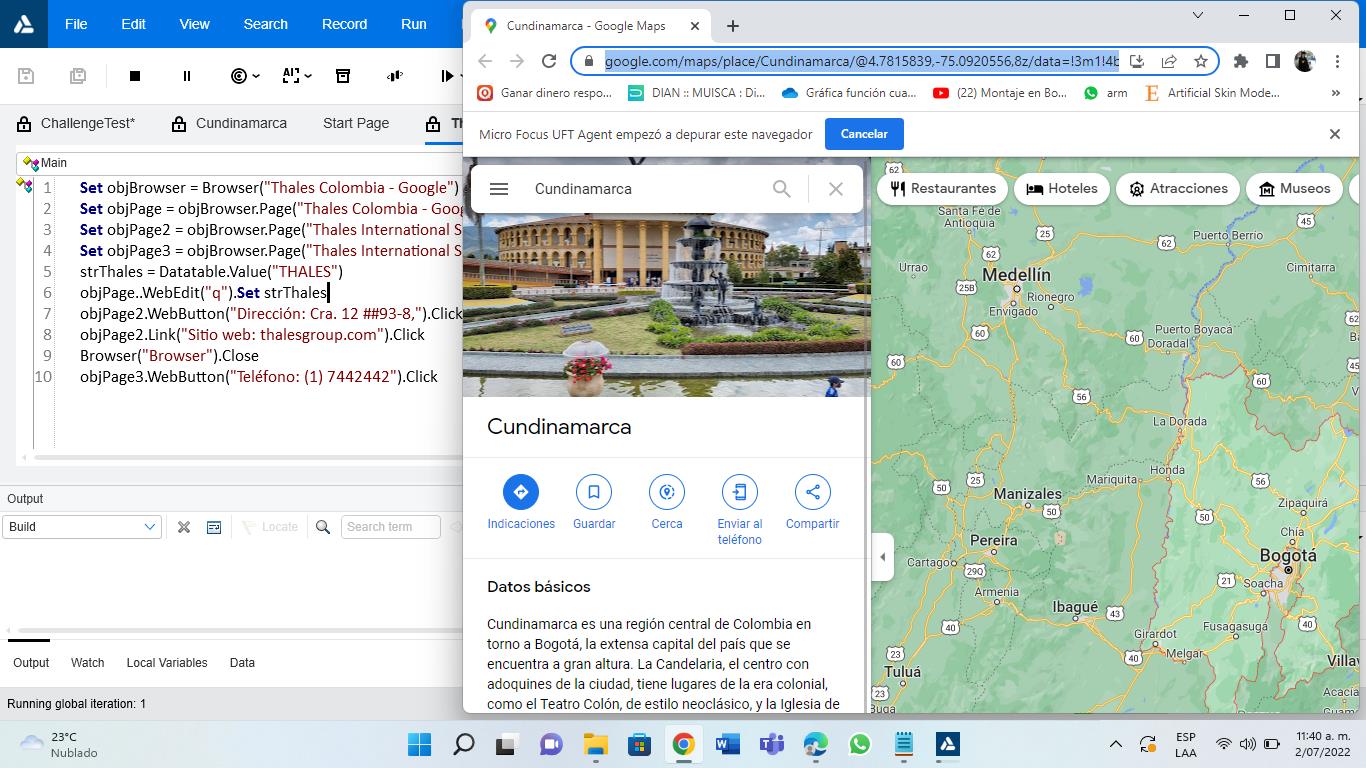 File Edit View Search Record Run
ChallengeTest* Cundinamarca Start Page Th
Main
1 Set objBrowser = Browser("Thales Colombia - Google")
2 Set objPage = objBrowser.Page("Thales Colombia - Goog
3 Set objPage2 = objBrowser.Page("Thales International S
4 Set objPage3 = objBrowser.Page("Thales International S
5 strThales = Datatable.Value("THALES")
6 objPage..WebEdit("q").Set strThales
7 objPage2.WebButton("Dirección: Cra. 12 ##93-8,").Click
8 objPage2.Link("Sitio web: thalesgroup.com").Click
9 Browser("Browser").Close
10 objPage3.WebButton("Teléfono: (1) 7442442").Click
Output
Build
Locate
Search term
Output Watch Local Variables Data
Running global iteration: 1
Cundinamarca - Google Maps
google.com/maps/place/Cundinamarca/@4.7815839,-75.0920556,8z/data=!3m1!4b
Ganar dinero respo... DIAN :: MUISCA : Di... Gráfica función cua... (22) Montaje en Bo... arm Artificial Skin Mode... »
Micro Focus UFT Agent empezó a depurar este navegador Cancelar
Cundinamarca
Cundinamarca
Indicaciones
Guardar
Cerca
Enviar al
teléfono
Compartir
Datos básicos
Cundinamarca es una región central de Colombia en
torno a Bogotá, la extensa capital del país que se
encuentra a gran altura. La Candelaria, el centro con
adoquines de la ciudad, tiene lugares de la era colonial,
como el Teatro Colón, de estilo neoclásico, y la Iglesia de
62
Restaurantes Hoteles Atracciones Museos
Santa Fe de
Antioquia
25
45
62
Puerto Berrio
62
Urrao
Medellín
Cimitarra
25B
Rionegro
Envigado
62
60
60
Puerto Boyaca
Doradal
60
45
60
56
La Dorada
Honda
25
50
Mariquita
56
Manizales
50
50
Zipaquirá
Pereira
Chía
Cartago
29Q
Bogotá
21
Soacha
Armenia
Ibagué
43
40
Fusagasugá
40
Girardot
23
40
Melgar
Tuluá
Villav
23
Buga
Acacia
23°C
Nublado
ESP
LAA
11:40 a. m.
2/07/2022